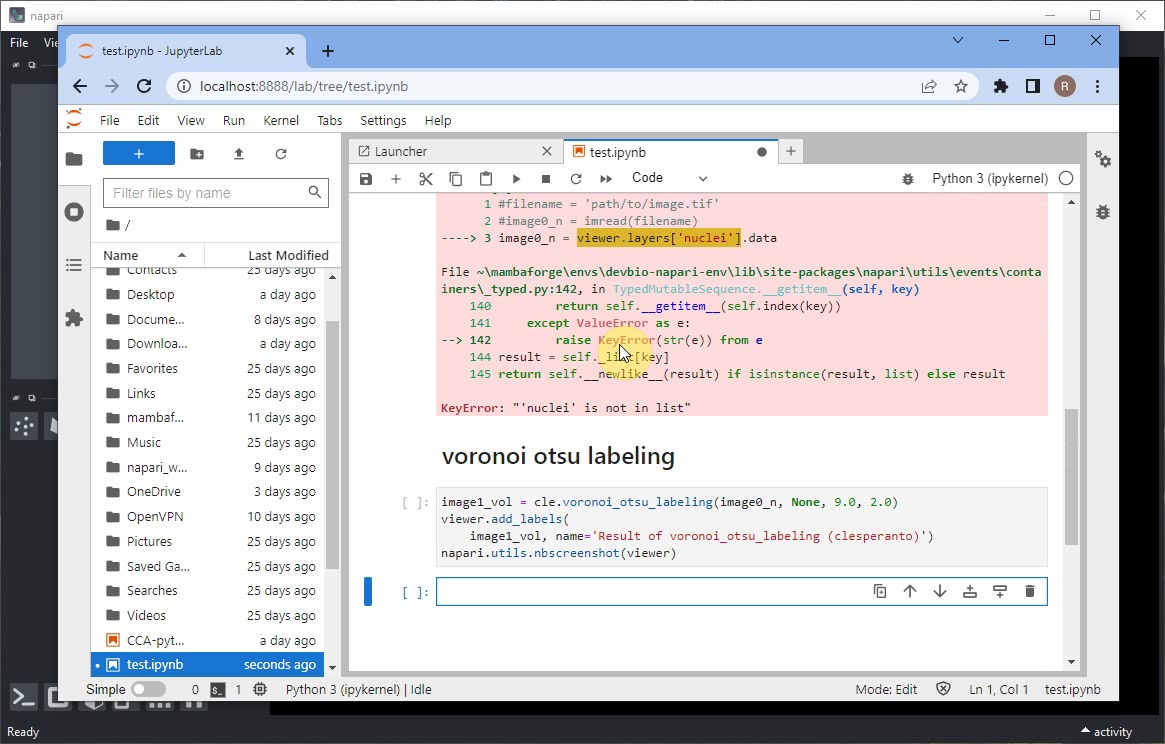 napari
File Vie
test.ipynb - JupyterLab
localhost:8888/lab/tree/test.ipynb
R
File Edit View Run Kernel Tabs Settings Help
Launcher
test.ipynb
Filter files by name
/
Code
Python 3 (ipykernel)
Name Last Modified
Contacts 25 days ago
Desktop a day ago
Docume... 8 days ago
Downloa... a day ago
Favorites 25 days ago
Links 25 days ago
mambaf... 11 days ago
Music 25 days ago
napari_w... 9 days ago
OneDrive 3 days ago
OpenVPN 10 days ago
Pictures 25 days ago
Saved Ga... 25 days ago
Searches 25 days ago
Videos 25 days ago
CCA-pyt... a day ago
test.ipynb seconds ago
1 #filename = 'path/to/image.tif'
2 #image0_n = imread(filename)
----> 3 image0_n = viewer.layers['nuclei'].data
File ~\mambaforge\envs\devbio-napari-env\lib\site-packages\napari\utils\events\conta
iners\_typed.py:142, in TypedMutableSequence.__getitem__(self, key)
140 return self.__getitem__(self.index(key))
141 except ValueError as e:
--> 142 raise KeyError(str(e)) from e
144 result = self._list[key]
145 return self.__newlike__(result) if isinstance(result, list) else result
KeyError: "'nuclei' is not in list"
voronoi otsu labeling
[ ]: image1_vol = cle.voronoi_otsu_labeling(image0_n, None, 9.0, 2.0)
viewer.add_labels(
image1_vol, name='Result of voronoi_otsu_labeling (clesperanto)')
napari.utils.nbscreenshot(viewer)
[ ]:
Simple 0 1 Python 3 (ipykernel) | Idle
Mode: Edit Ln 1, Col 1 test.ipynb
Ready
activity